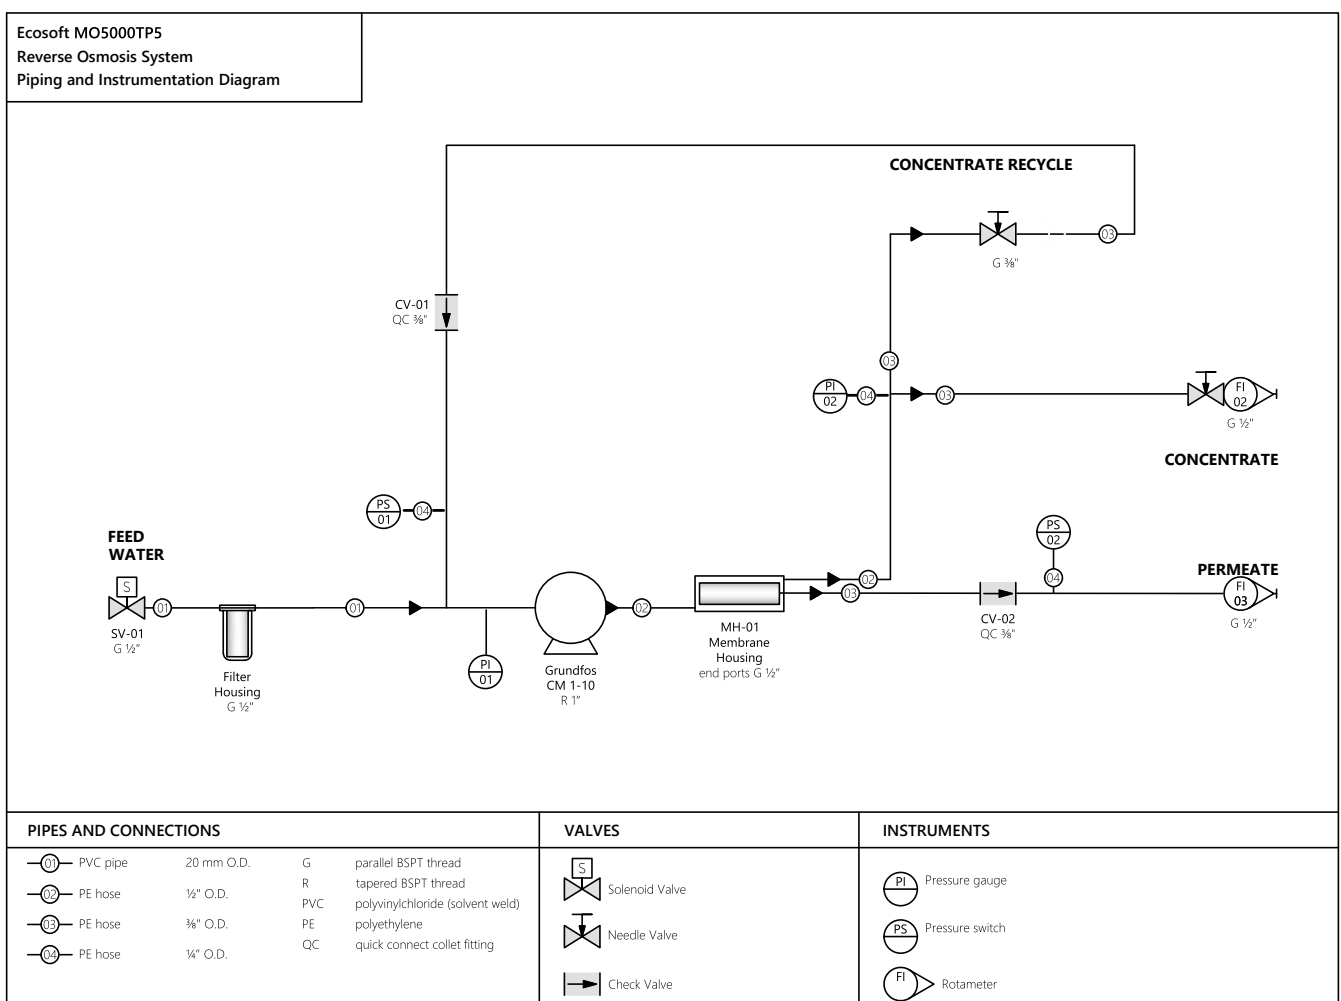 Ecosoft MO5000TP5
Reverse Osmosis System
Piping and Instrumentation Diagram
CONCENTRATE RECYCLE
03
G ⅜"
CV-01
QC ⅜"
03
PI
02
04
03
FI
02
G ½"
CONCENTRATE
PS
01
04
PS
02
FEED
WATER
S
01
01
02
02
03
04
PERMEATE
FI
03
G ½"
SV-01
G ½"
CV-02
QC ⅜"
MH-01
Membrane
Housing
end ports G ½"
PI
01
Grundfos
CM 1-10
R 1"
Filter
Housing
G ½"
PIPES AND CONNECTIONS
01 PVC pipe 20 mm O.D.
02 PE hose ½" O.D.
03 PE hose ⅜" O.D.
04 PE hose ¼" O.D.
G parallel BSPT thread
R tapered BSPT thread
PVC polyvinylchloride (solvent weld)
PE polyethylene
QC quick connect collet fitting
VALVES
S
Solenoid Valve
Needle Valve
Check Valve
INSTRUMENTS
PI Pressure gauge
PS Pressure switch
FI Rotameter